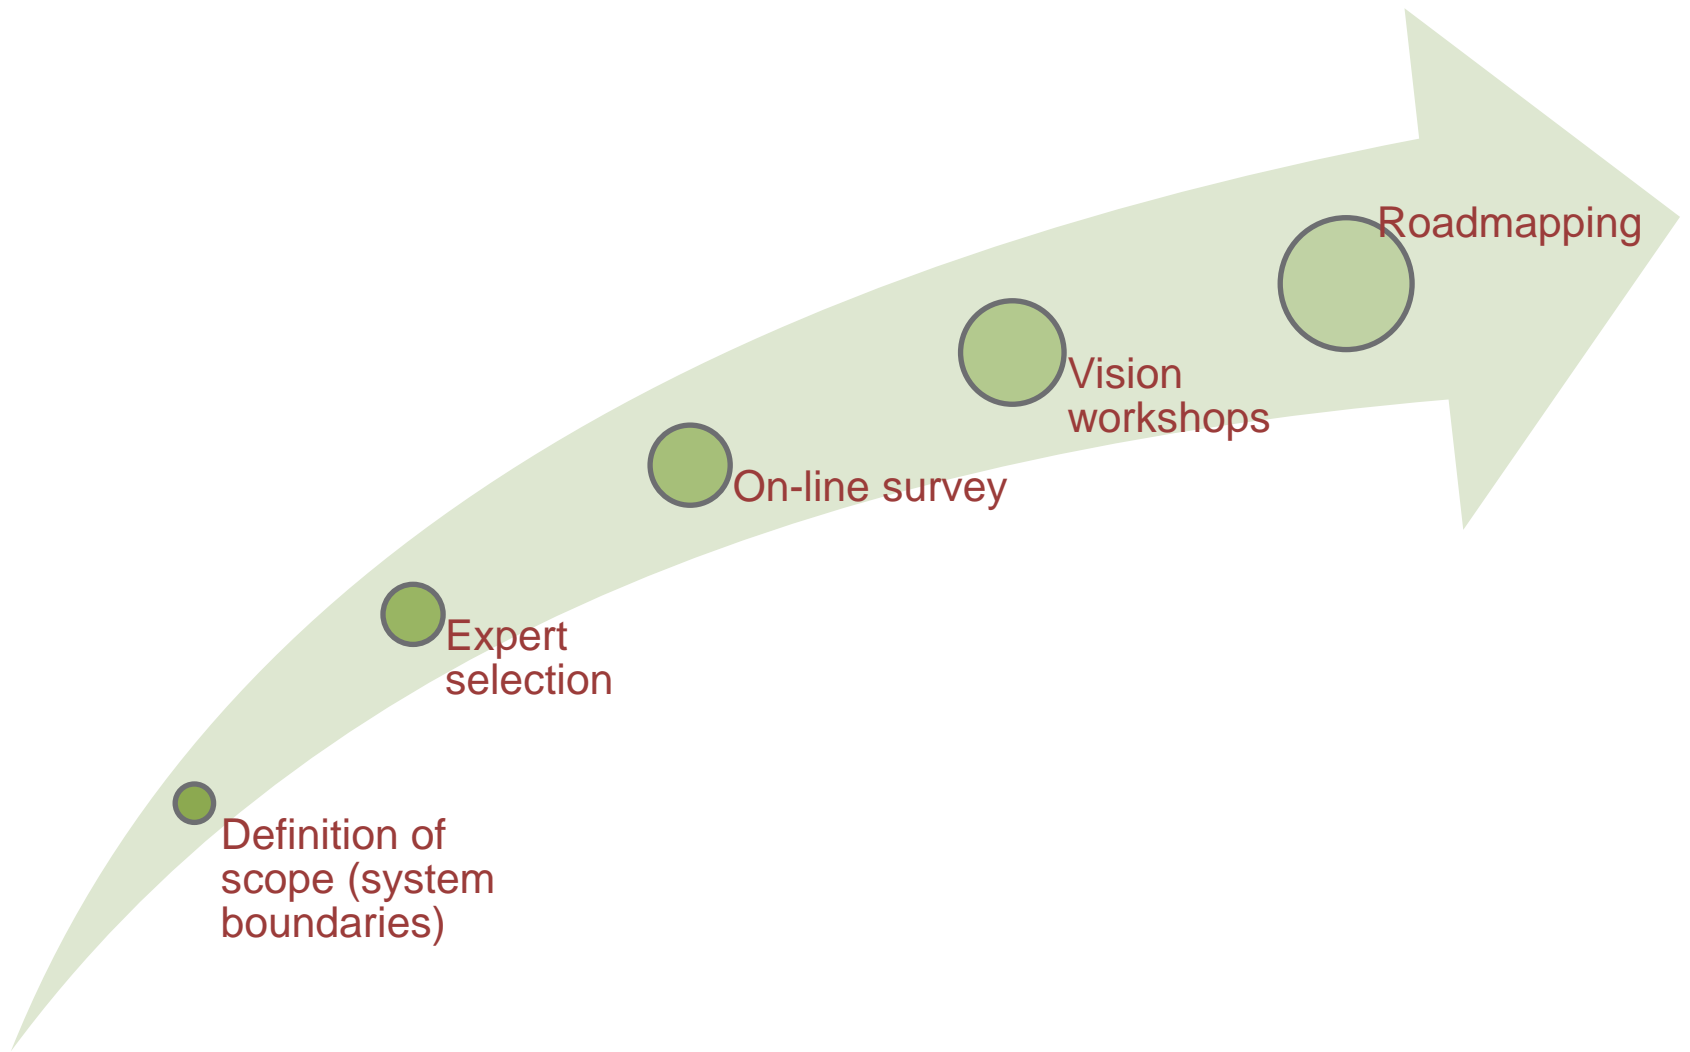 Roadmapping
Vision
workshops
On-line survey
Expert
selection
Definition of
scope (system
boundaries)